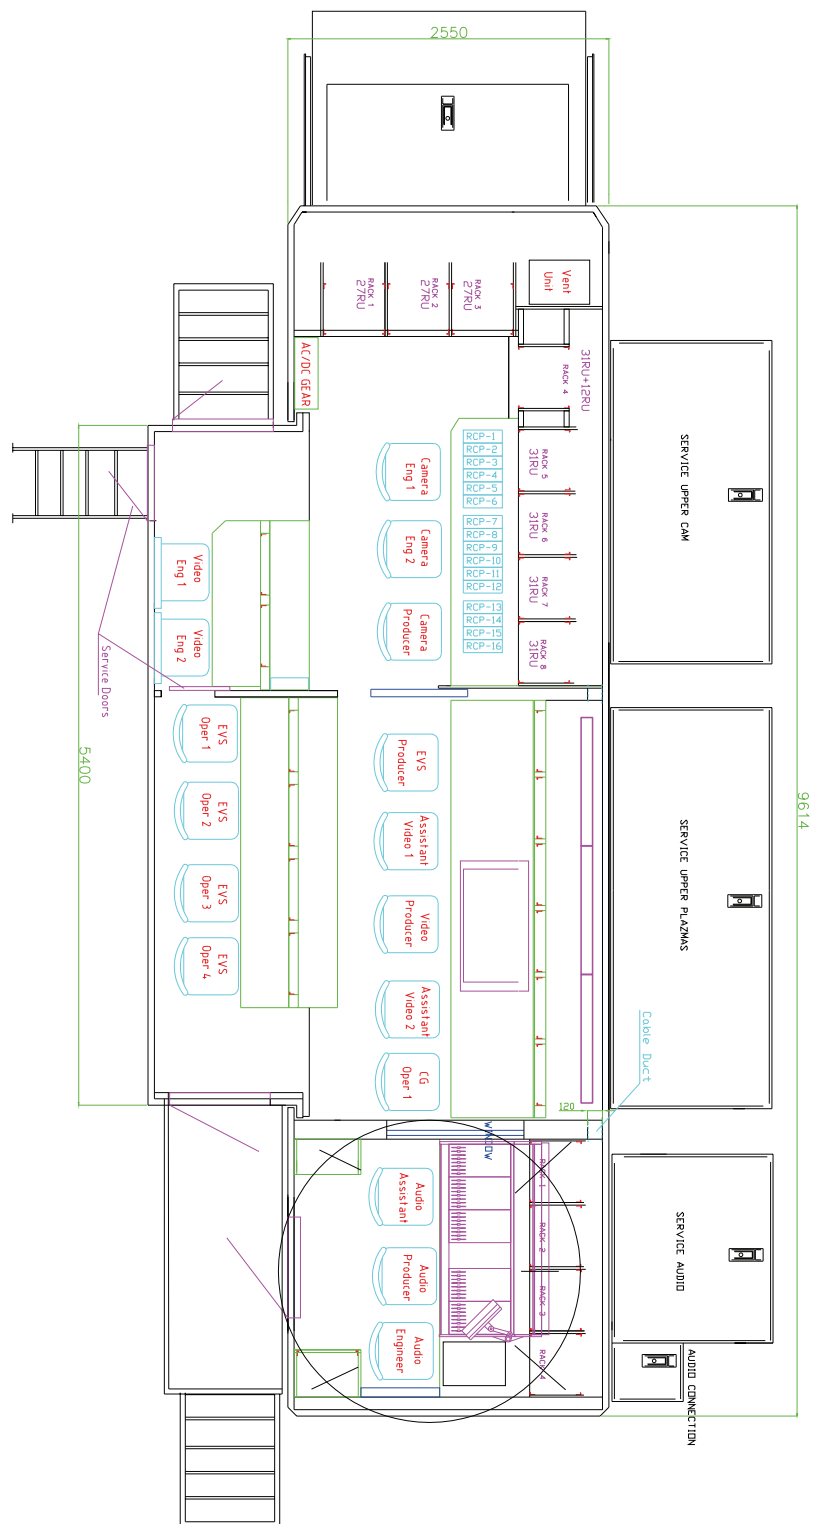 2550
Vent
Unit
RACK 1
27RU
RACK 2
27RU
RACK 3
27RU
AC/DC GEAR
31RU+12RU
RACK 4
RACK 5
31RU
RACK 6
31RU
RACK 7
31RU
RACK 8
31RU
RCP-1
RCP-2
RCP-3
RCP-4
RCP-5
RCP-6
RCP-7
RCP-8
RCP-9
RCP-10
RCP-11
RCP-12
RCP-13
RCP-14
RCP-15
RCP-16
Camera
Eng 1
Camera
Eng 2
Camera
Producer
Video
Eng 1
Video
Eng 2
Service Doors
SERVICE UPPER CAM
5400
9614
EVS
Oper 1
EVS
Oper 2
EVS
Oper 3
EVS
Oper 4
EVS
Producer
Assistant
Video 1
Video
Producer
Assistant
Video 2
CG
Oper 1
SERVICE UPPER PLAZMAS
Cable Duct
120
WINDOW
RACK 1
RACK 2
RACK 3
RACK 4
Audio
Assistant
Audio
Producer
Audio
Engineer
SERVICE AUDIO
AUDIO CONNECTION